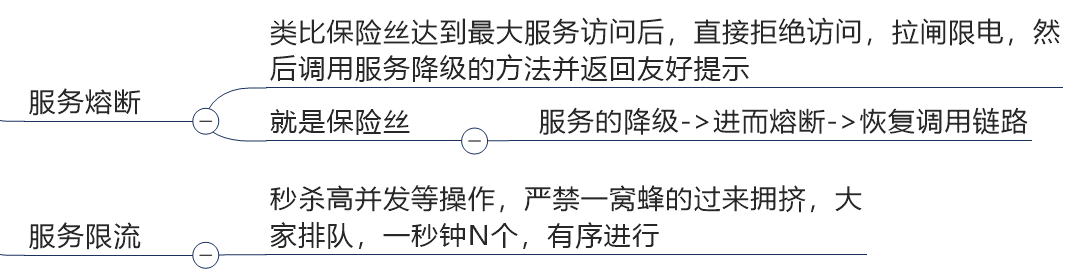 服务熔断
类比保险丝达到最大服务访问后，直接拒绝访问，拉闸限电，然
后调用服务降级的方法并返回友好提示
就是保险丝
服务的降级->进而熔断->恢复调用链路
服务限流
秒杀高并发等操作，严禁一窝蜂的过来拥挤，大
家排队，一秒钟N个，有序进行